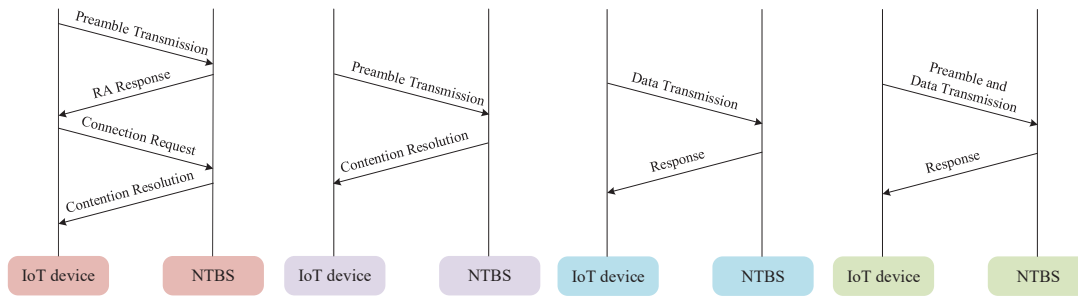 Preamble Transmission
RA Response
Connection Request
Contention Resolution
IoT device
NTBS
Preamble Transmission
Contention Resolution
IoT device
NTBS
Data Transmission
Response
IoT device
NTBS
Preamble and
Data Transmission
Response
IoT device
NTBS